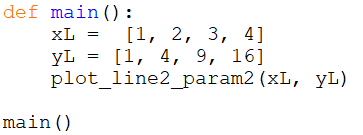 def main():
    xL =  [1, 2, 3, 4]
    yL = [1, 4, 9, 16]
    plot_line2_param2(xL, yL)

main()